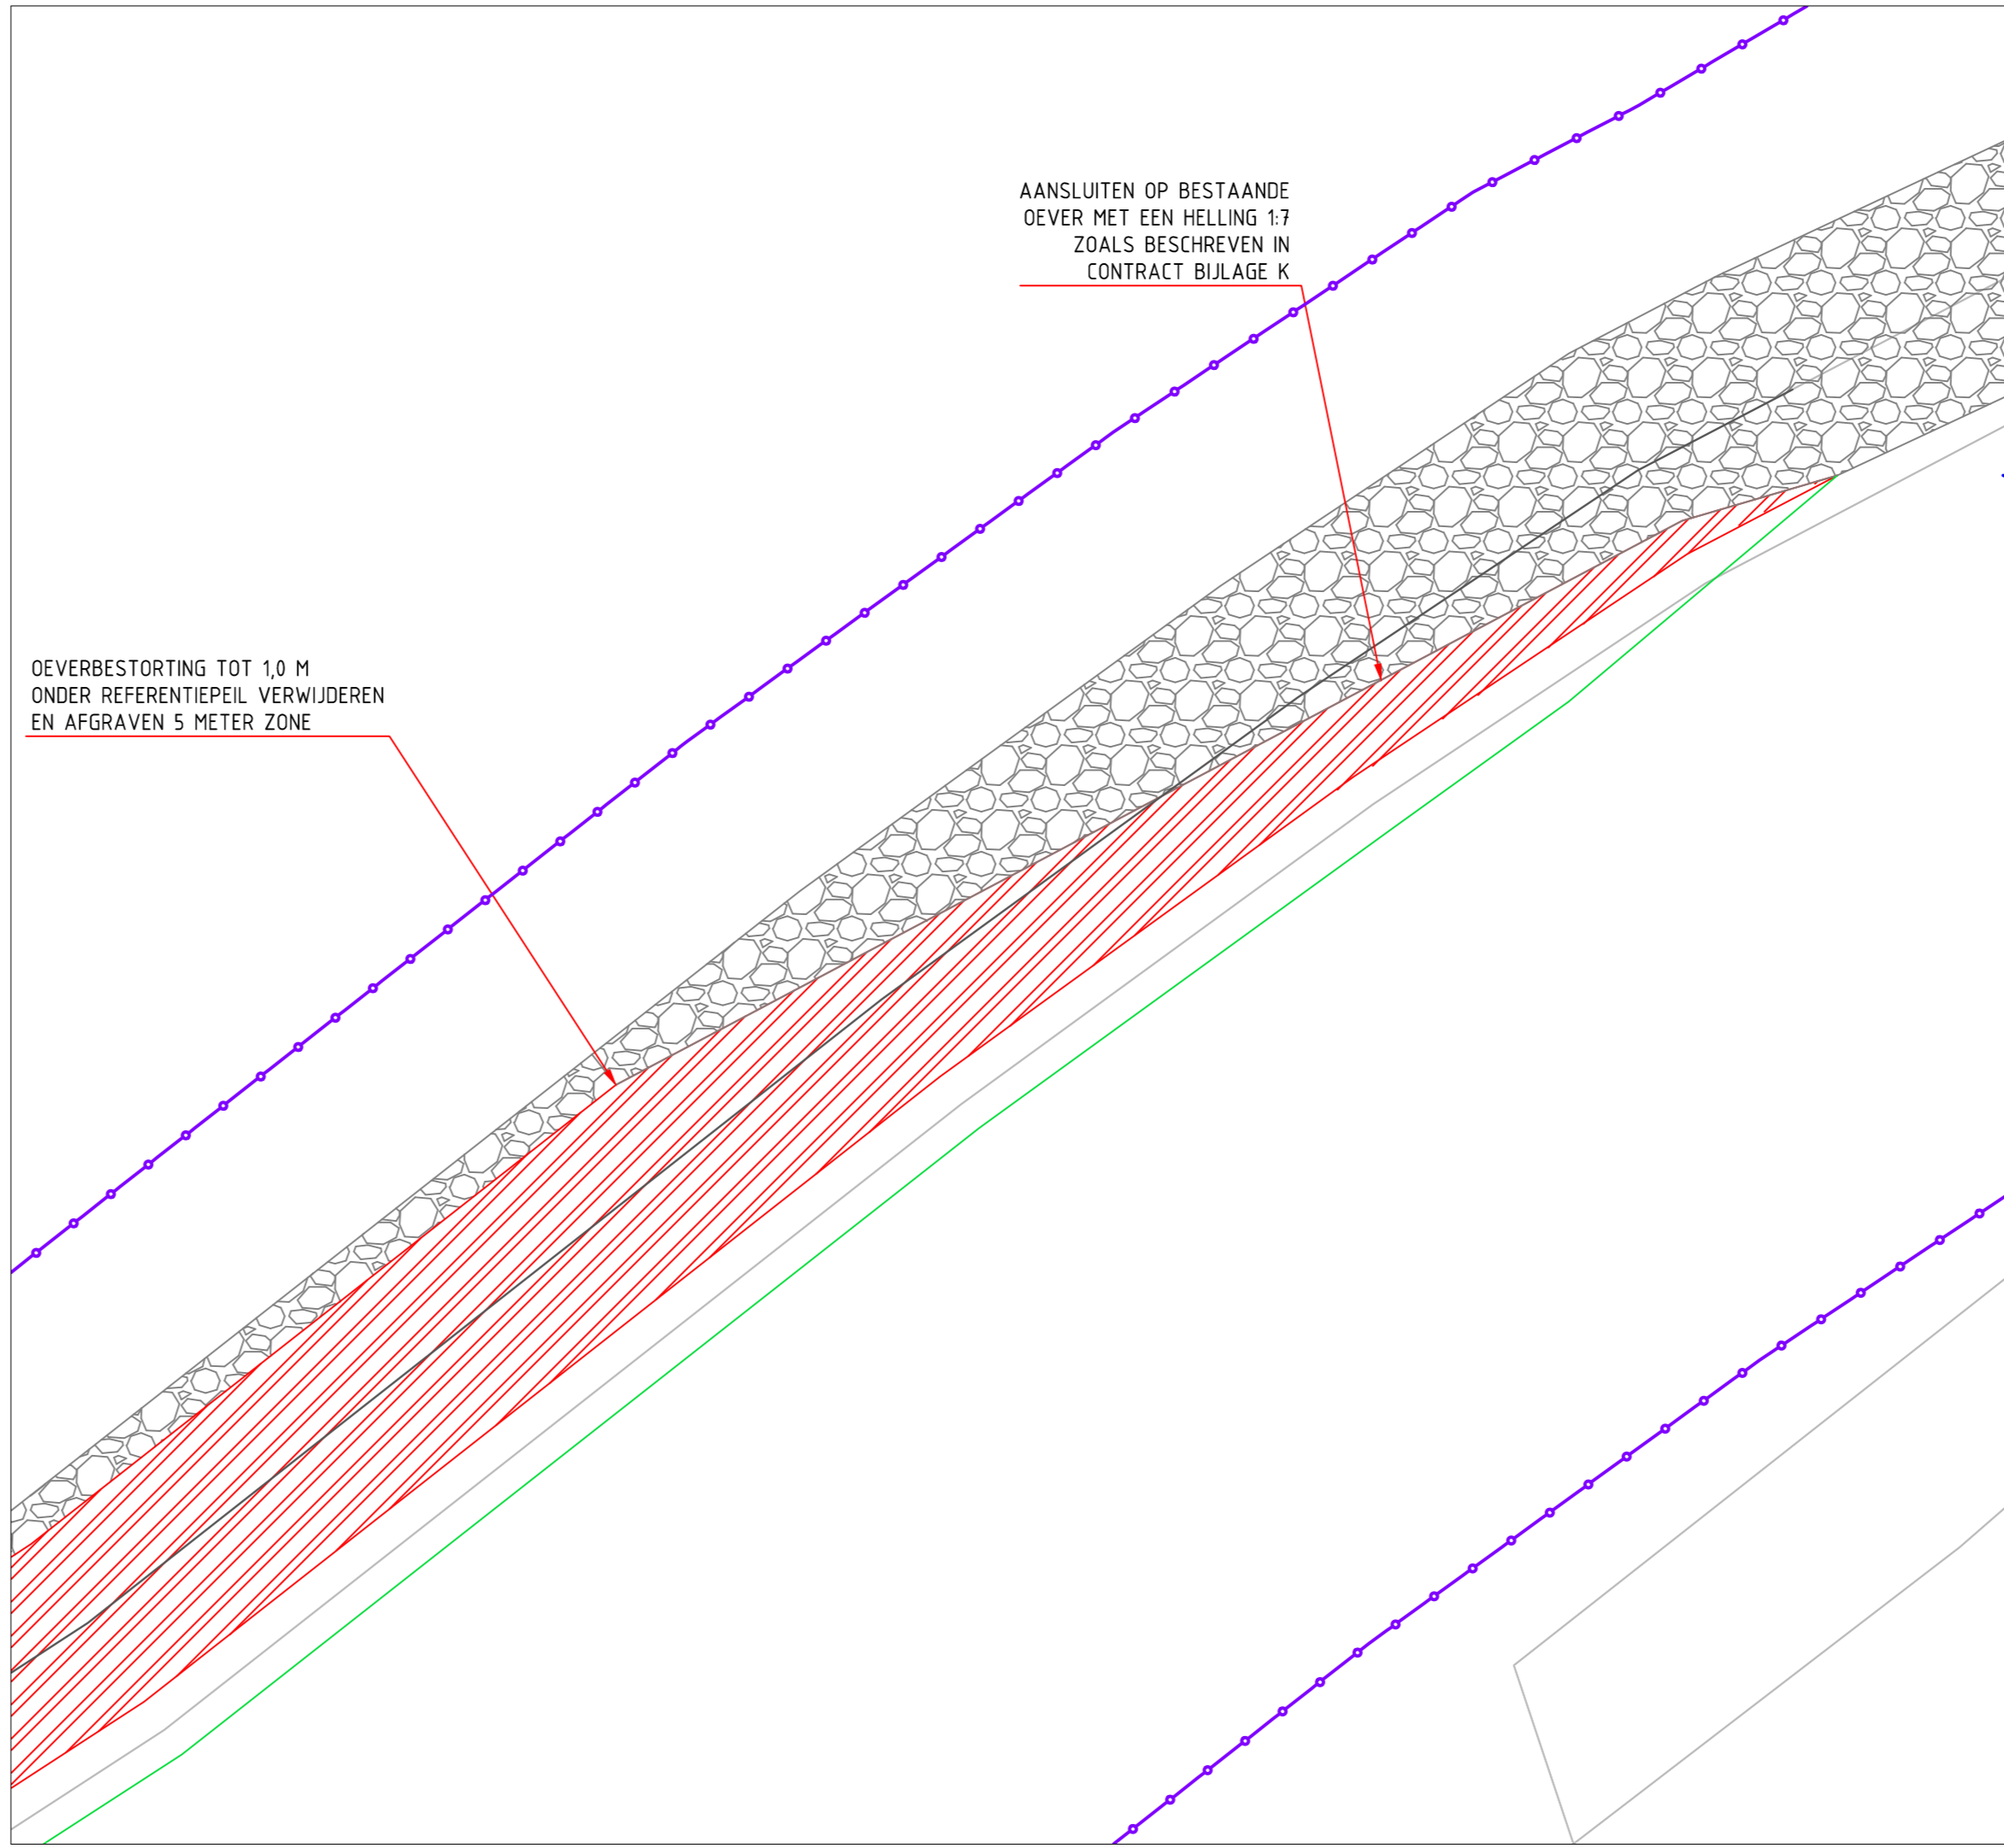 AANSLUITEN OP BESTAANDE
OEVER MET EEN HELLING 1:7
ZOALS BESCHREVEN IN
CONTRACT BIJLAGE K
OEVERBESTORTING TOT 1,0 M
ONDER REFERENTIEPEIL VERWIJDEREN
EN AFGRAVEN 5 METER ZONE